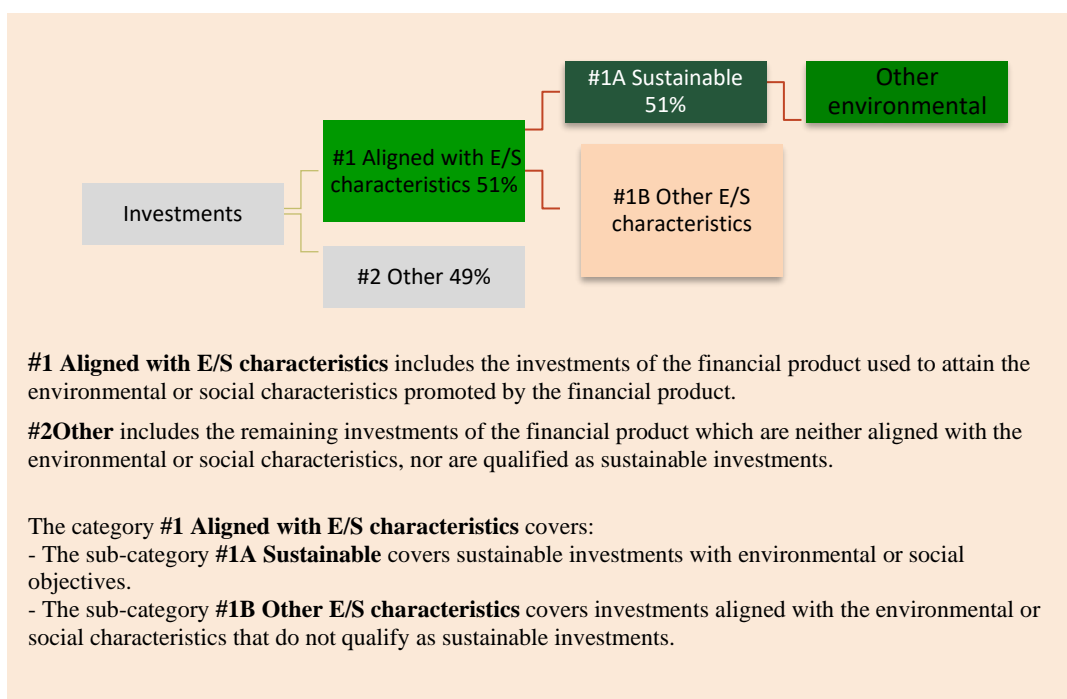 #1A Sustainable
51%
Other
environmental
#1 Aligned with E/S
characteristics 51%
#1B Other E/S
characteristics
Investments
#2 Other 49%
#1 Aligned with E/S characteristics includes the investments of the financial product used to attain the
environmental or social characteristics promoted by the financial product.
#2Other includes the remaining investments of the financial product which are neither aligned with the
environmental or social characteristics, nor are qualified as sustainable investments.
The category #1 Aligned with E/S characteristics covers:
- The sub-category #1A Sustainable covers sustainable investments with environmental or social
objectives.
- The sub-category #1B Other E/S characteristics covers investments aligned with the environmental or
social characteristics that do not qualify as sustainable investments.